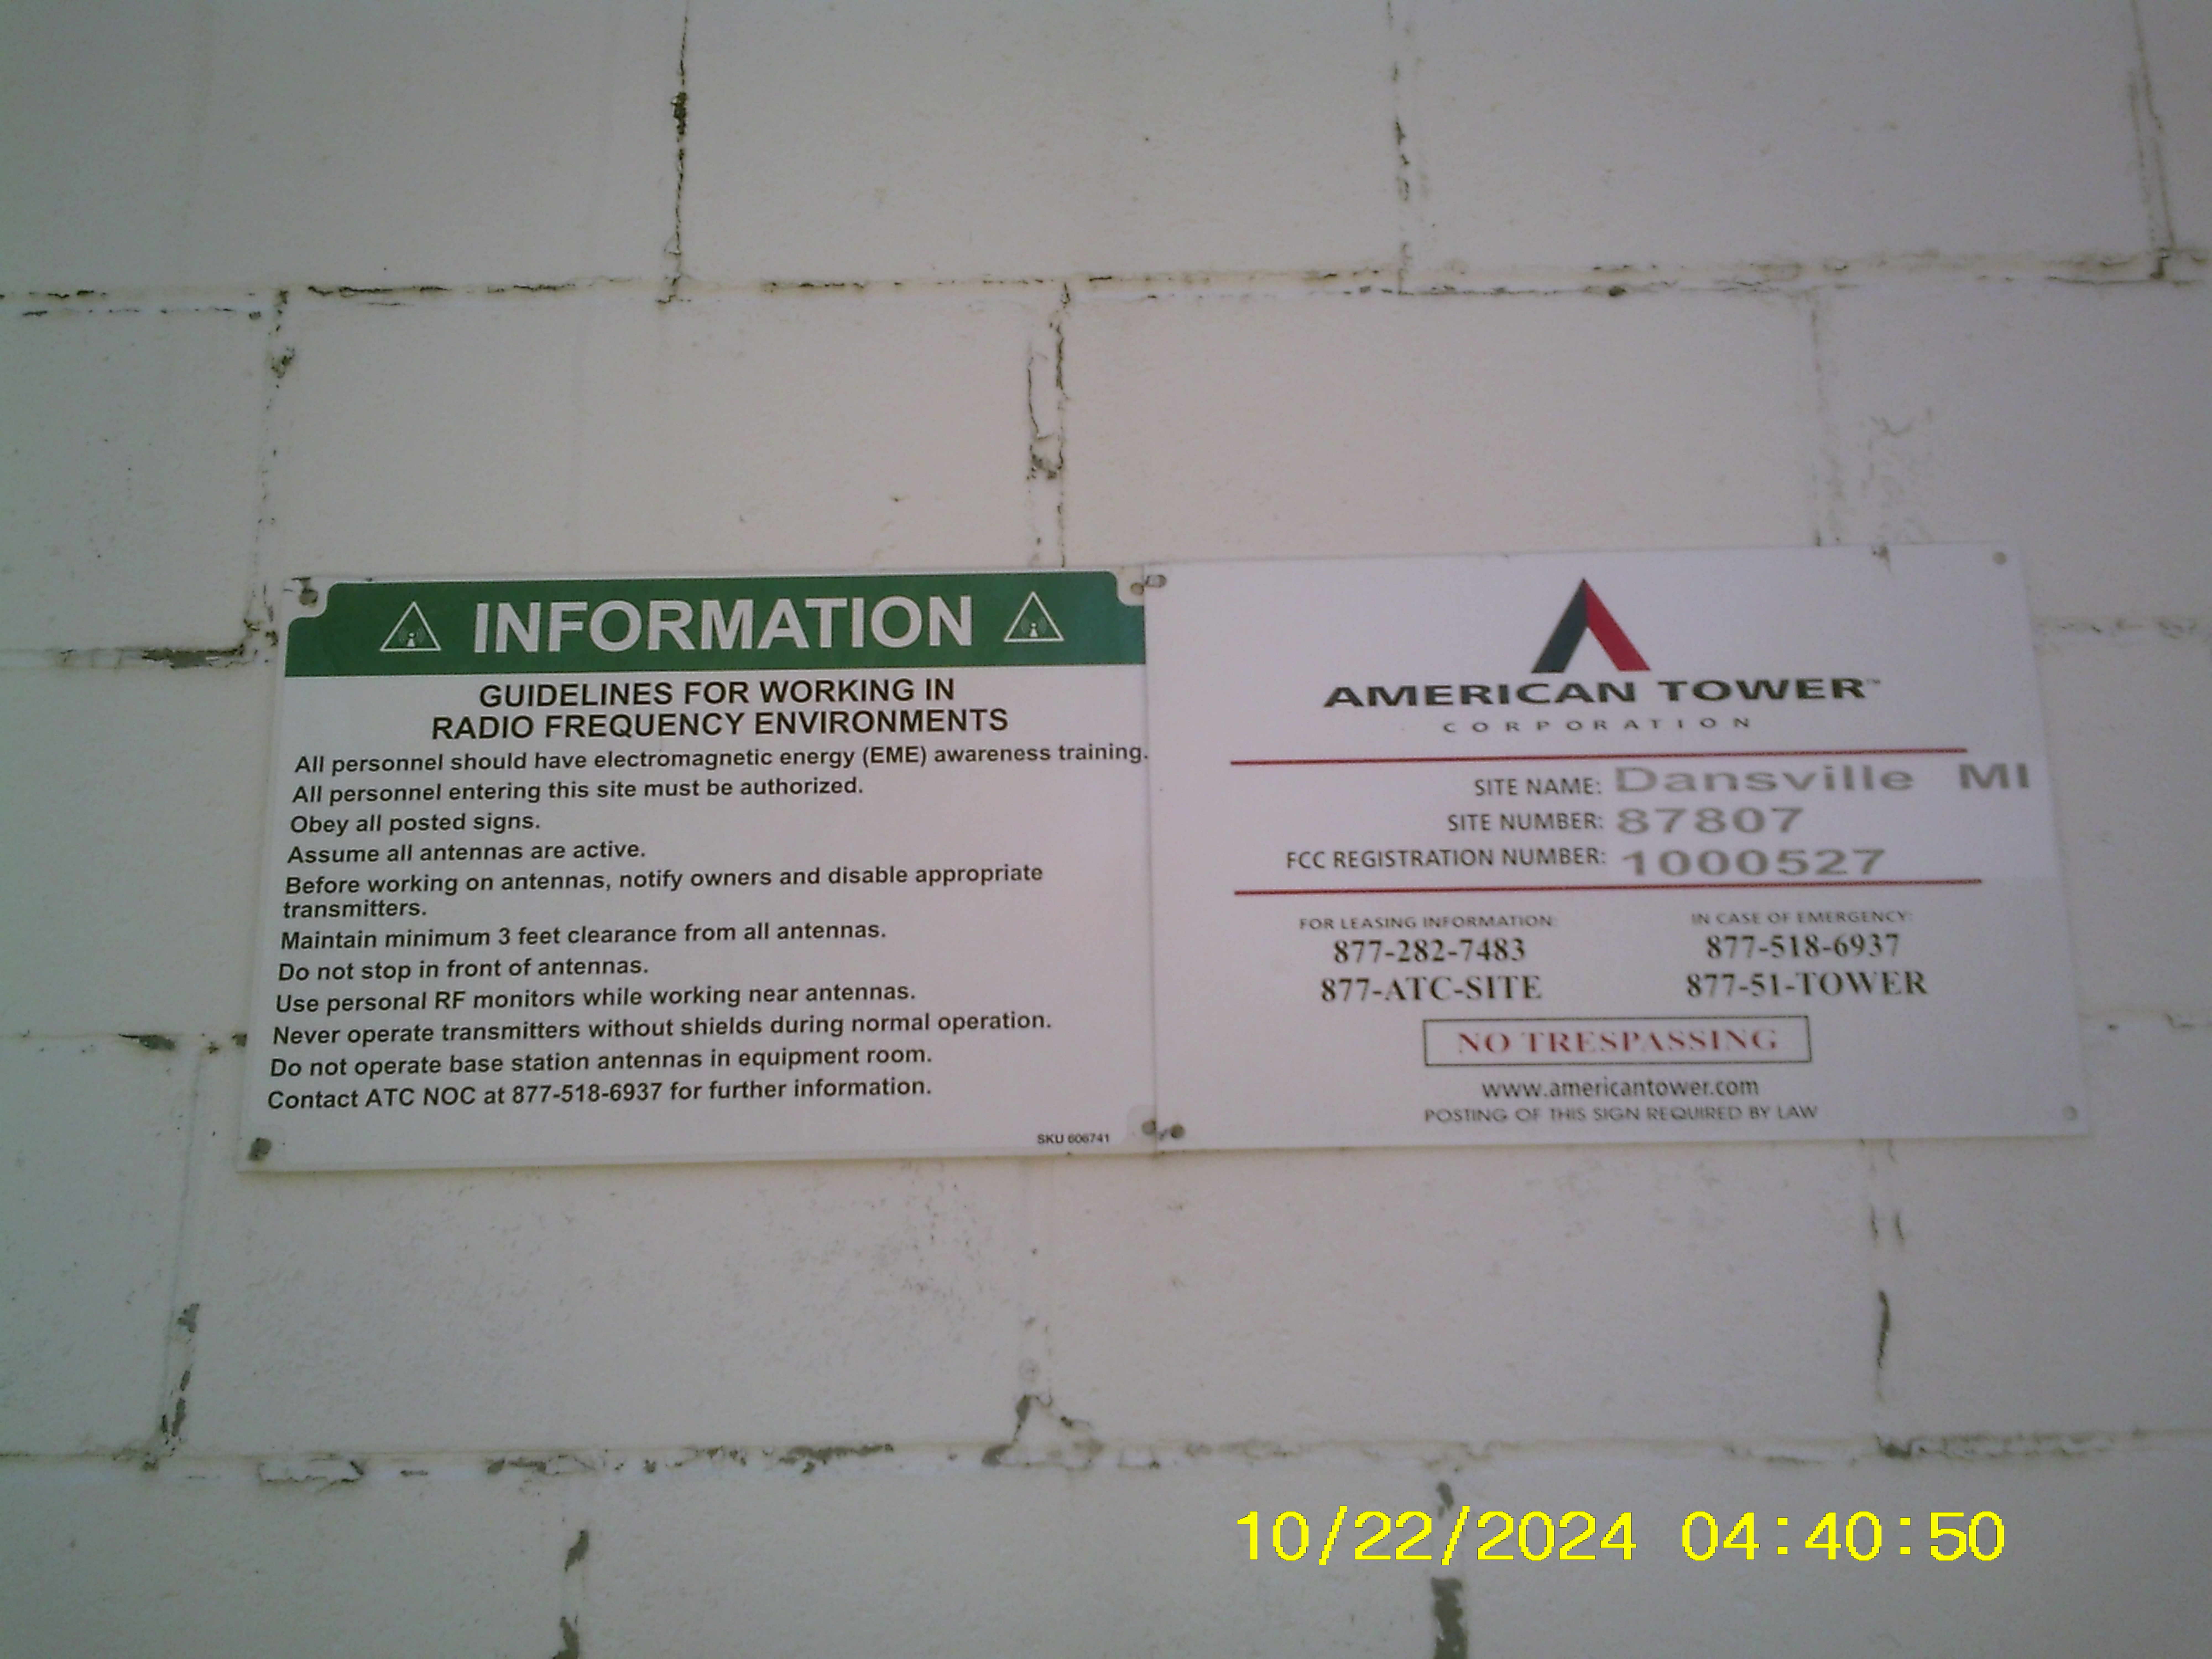 INFORMATION
GUIDELINES FOR WORKING IN
RADIO FREQUENCY ENVIRONMENTS
All personnel should have electromagnetic energy (EME) awareness training.
All personnel entering this site must be authorized.
Obey all posted signs.
Assume all antennas are active.
Before working on antennas, notify owners and disable appropriate
transmitters.
Maintain minimum 3 feet clearance from all antennas.
Do not stop in front of antennas.
Use personal RF monitors while working near antennas.
Never operate transmitters without shields during normal operation.
Do not operate base station antennas in equipment room.
Contact ATC NOC at 877-518-6937 for further information.
SKU 606741
AMERICAN TOWER™
CORPORATION
SITE NAME: Dansville MI
SITE NUMBER: 87807
FCC REGISTRATION NUMBER: 1000527
FOR LEASING INFORMATION:
877-282-7483
877-ATC-SITE
IN CASE OF EMERGENCY:
877-518-6937
877-51-TOWER
NO TRESPASSING
www.americantower.com
POSTING OF THIS SIGN REQUIRED BY LAW
10/22/2024 04:40:50